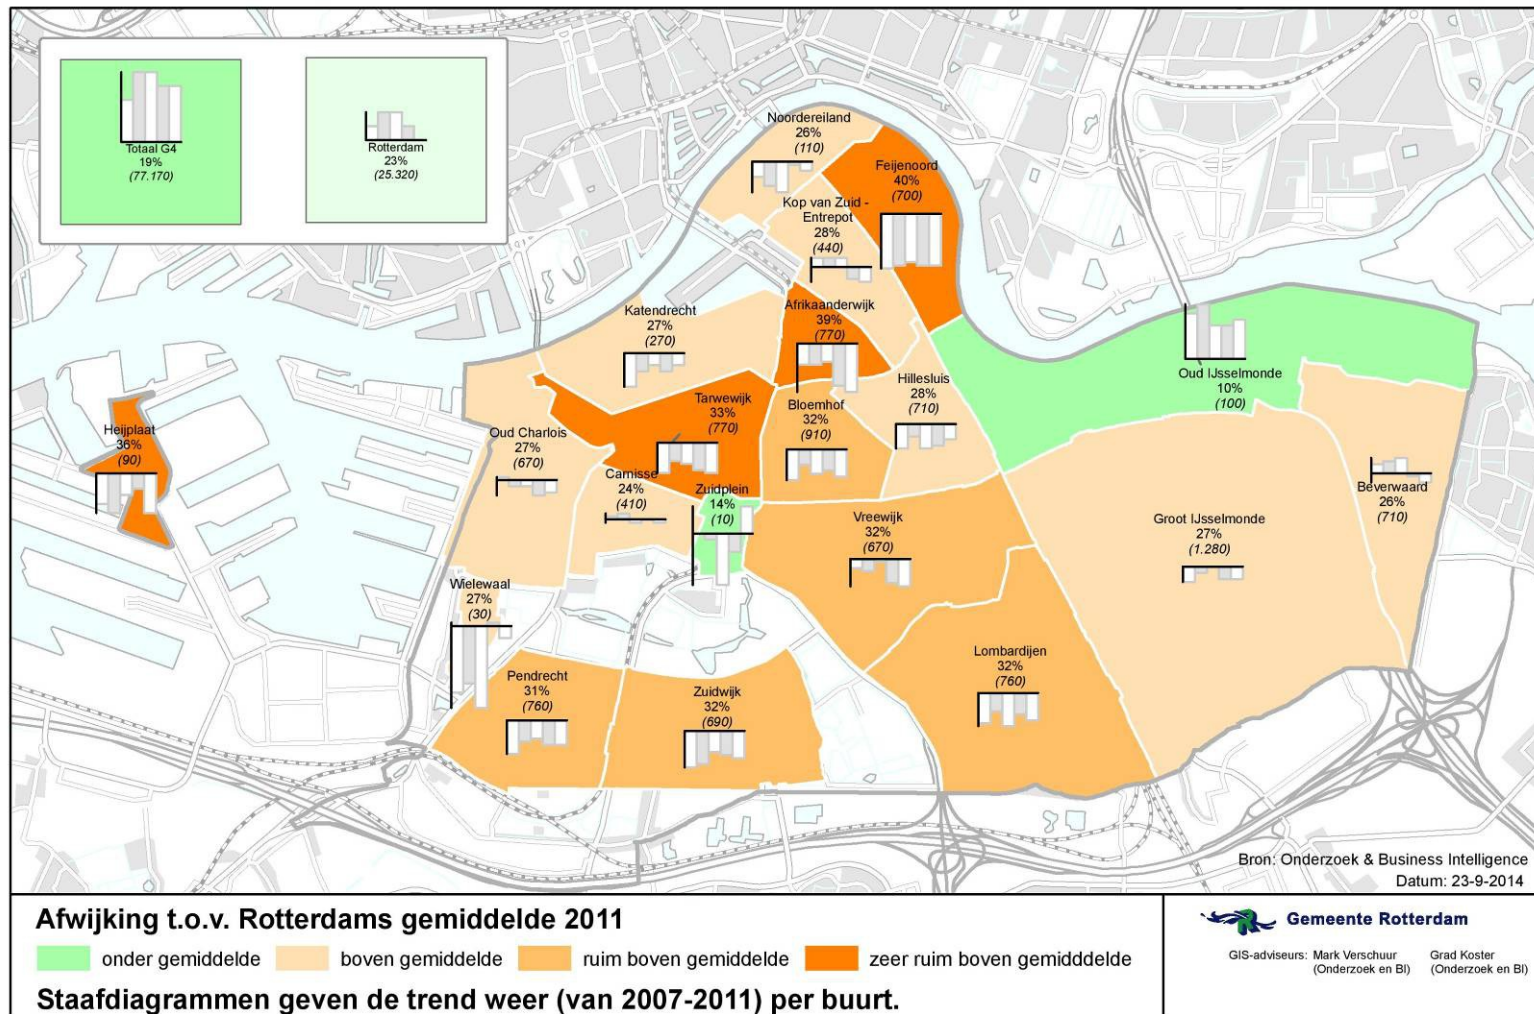 Totaal G4
19%
(77.170)
Rotterdam
23%
(25.320)
Noordereiland
26%
(110)
Feijenoord
40%
(700)
Kop van Zuid -
Entrepot
28%
(440)
Katendrecht
27%
(270)
Afrikaanderwijk
39%
(770)
Oud IJsselmonde
10%
(100)
Hillesluis
28%
(710)
Tarwewijk
33%
(770)
Bloemhof
32%
(910)
Heijplaat
36%
(90)
Oud Charlois
27%
(670)
Carnisse
24%
(410)
Zuidplein
14%
(10)
Beverwaard
26%
(710)
Vreewijk
32%
(670)
Groot IJsselmonde
27%
(1.280)
Wielewaal
27%
(30)
Pendrecht
31%
(760)
Zuidwijk
32%
(690)
Lombardijen
32%
(760)
Bron: Onderzoek & Business Intelligence
Datum: 23-9-2014
Afwijking t.o.v. Rotterdams gemiddelde 2011
onder gemiddelde
boven gemiddelde
ruim boven gemiddelde
zeer ruim boven gemidddelde
Staafdiagrammen geven de trend weer (van 2007-2011) per buurt.
Gemeente Rotterdam
GIS-adviseurs: Mark Verschuur Grad Koster
(Onderzoek en BI) (Onderzoek en BI)